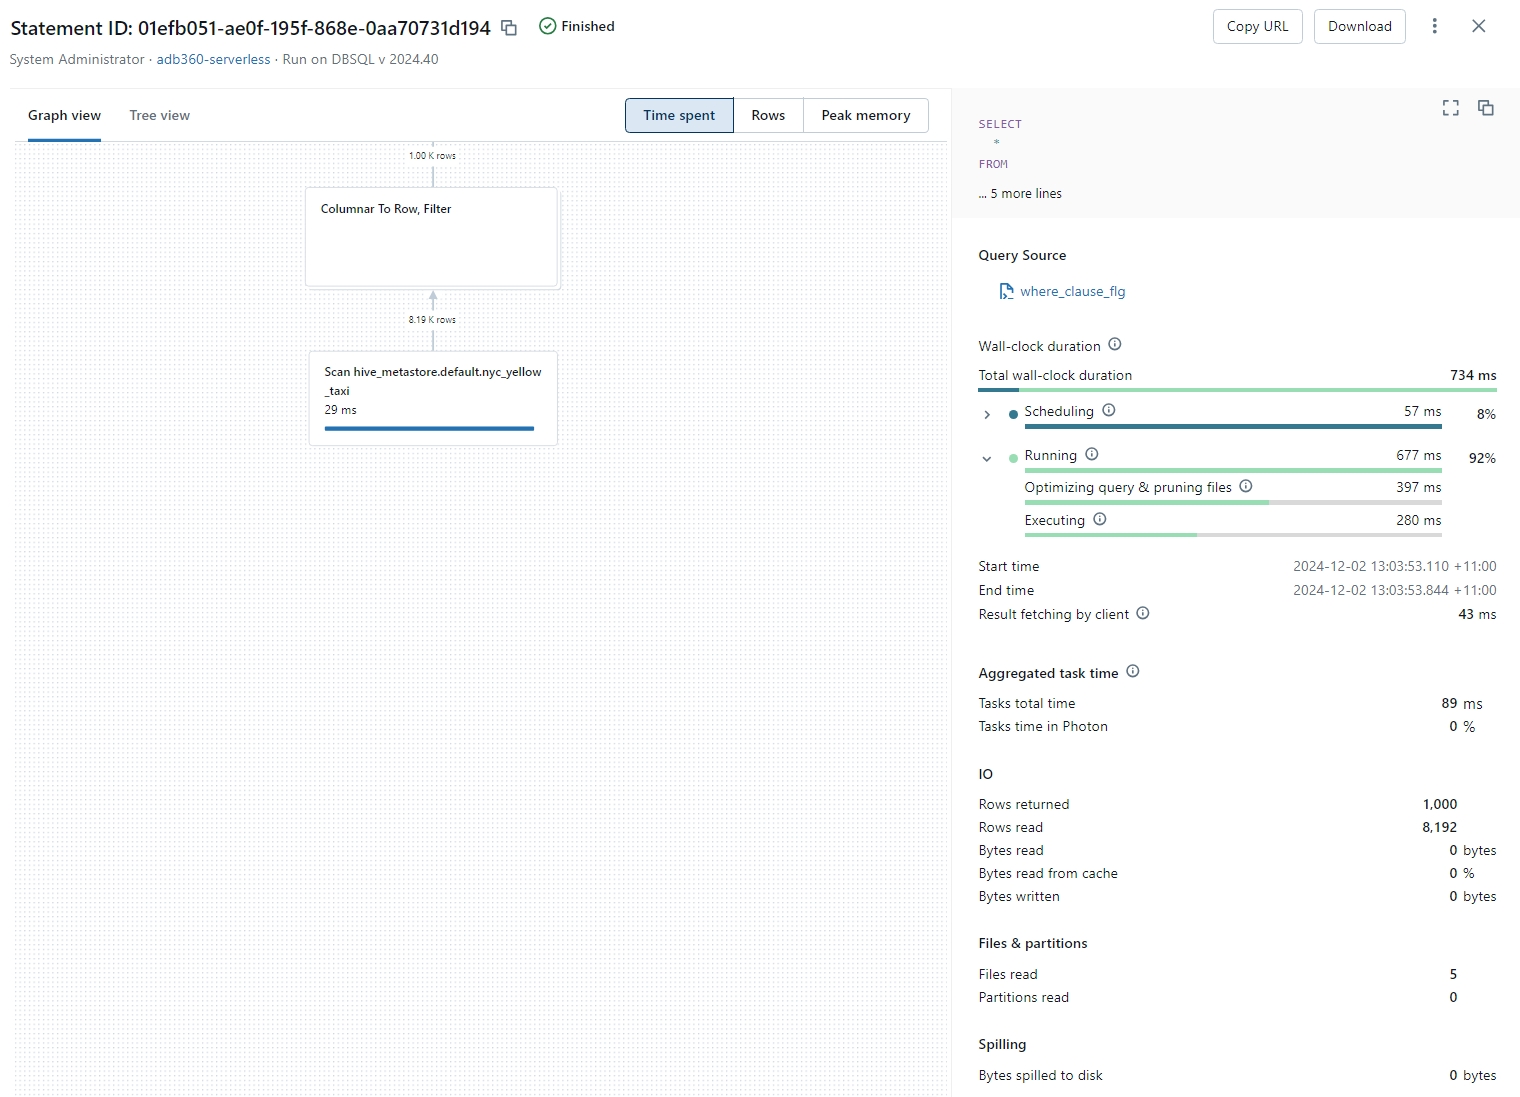 Statement ID: 01efb051-ae0f-195f-868e-0aa70731d194 Finished
Copy URL Download
System Administrator · adb360-serverless · Run on DBSQL v 2024.40
Graph view Tree view
Time spent Rows Peak memory
1.00 K rows
Columnar To Row, Filter
8.19 K rows
Scan hive_metastore.default.nyc_yellow
_taxi
29 ms
SELECT
*
FROM
... 5 more lines
Query Source
where_clause_flg
Wall-clock duration
Total wall-clock duration 734 ms
Scheduling 57 ms 8%
Running 677 ms 92%
Optimizing query & pruning files 397 ms
Executing 280 ms
Start time 2024-12-02 13:03:53.110 +11:00
End time 2024-12-02 13:03:53.844 +11:00
Result fetching by client 43 ms
Aggregated task time
Tasks total time 89 ms
Tasks time in Photon 0 %
IO
Rows returned 1,000
Rows read 8,192
Bytes read 0 bytes
Bytes read from cache 0 %
Bytes written 0 bytes
Files & partitions
Files read 5
Partitions read 0
Spilling
Bytes spilled to disk 0 bytes